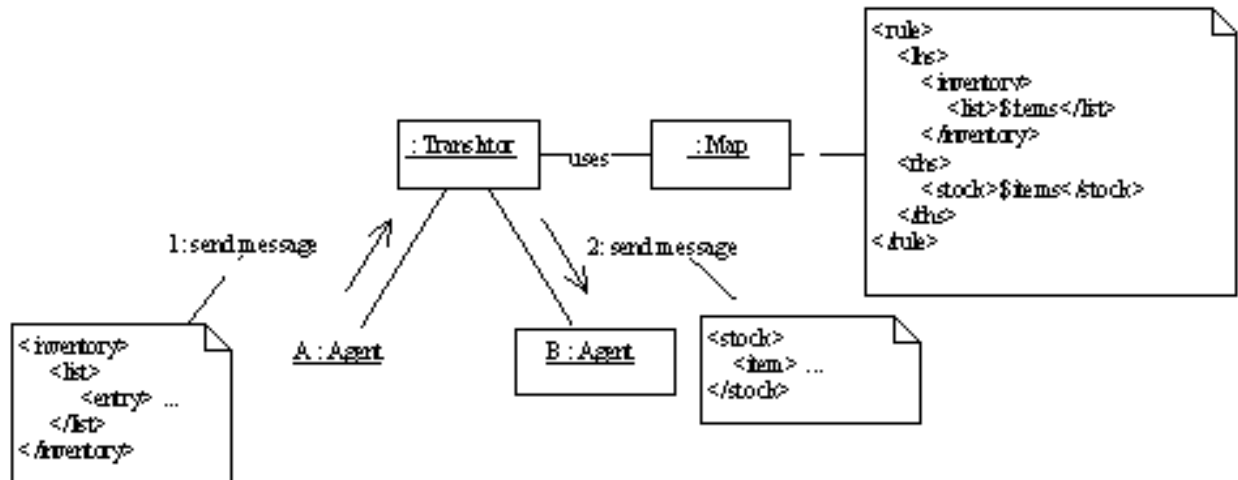 <rule>
<lhs>
<inventory>
<list>$items</list>
</inventory>
<rhs>
<stock>$items</stock>
</rhs>
</rule>
: Translator
uses
: Map
1: send message
2: send message
A : Agent
B : Agent
<inventory>
<list>
<entry> ...
</list>
</inventory>
<stock>
<item> ...
</stock>